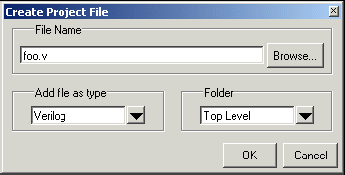 Create Project File
File Name
foo.v
Browse...
Add file as type
Folder
Verilog
Top Level
OK
Cancel